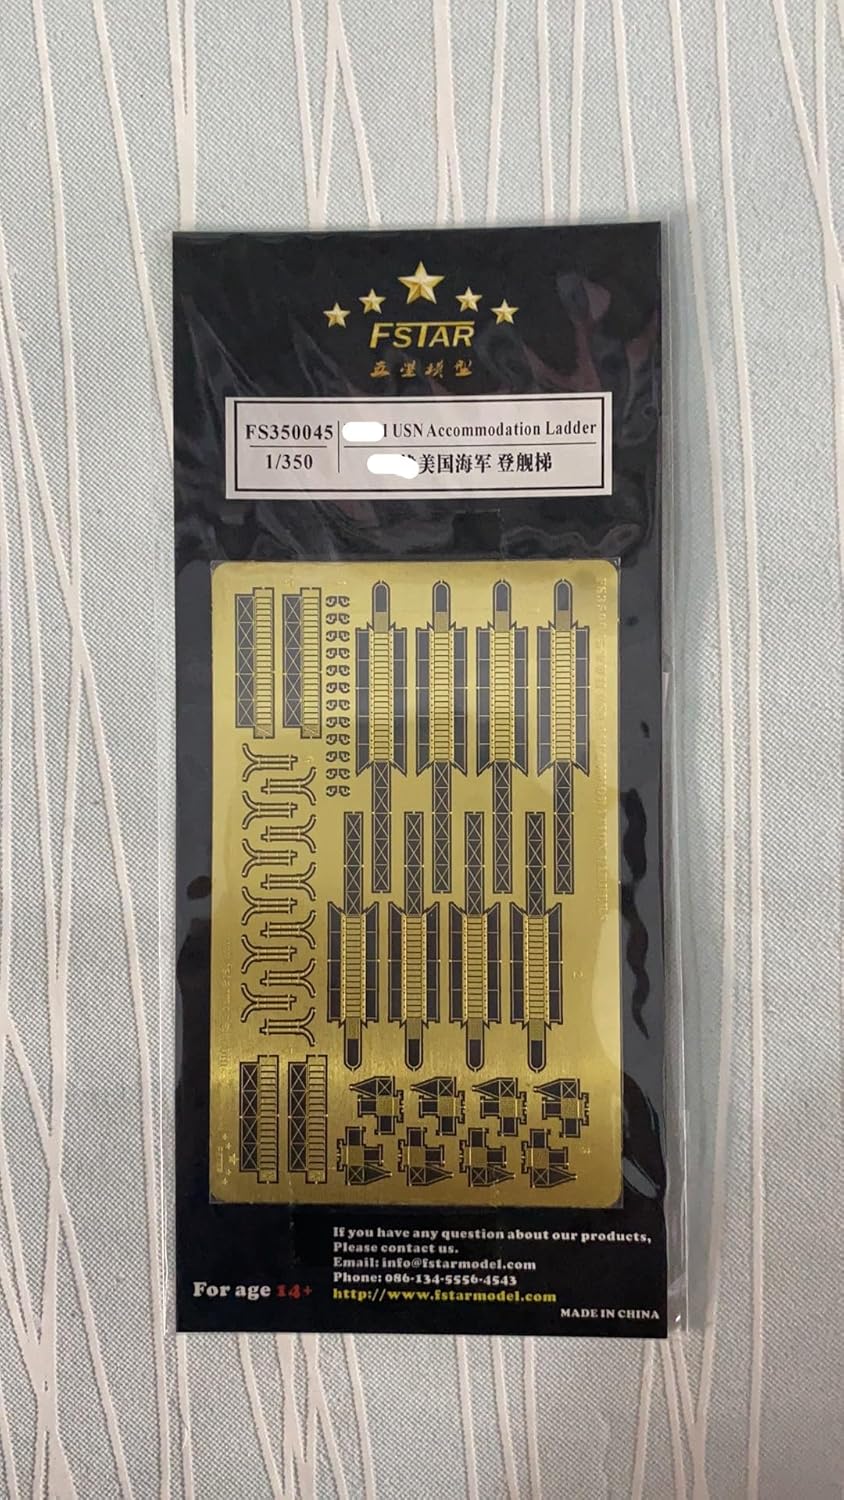 FSTAR
五星模型
FS350045
I USN Accommodation Ladder
1/350
美国海军 登舰梯
If you have any question about our products,
Please contact us.
Email: info@fstarmodel.com
Phone: 086-134-5556-4543
For age 14+
http://www.fstarmodel.com
MADE IN CHINA